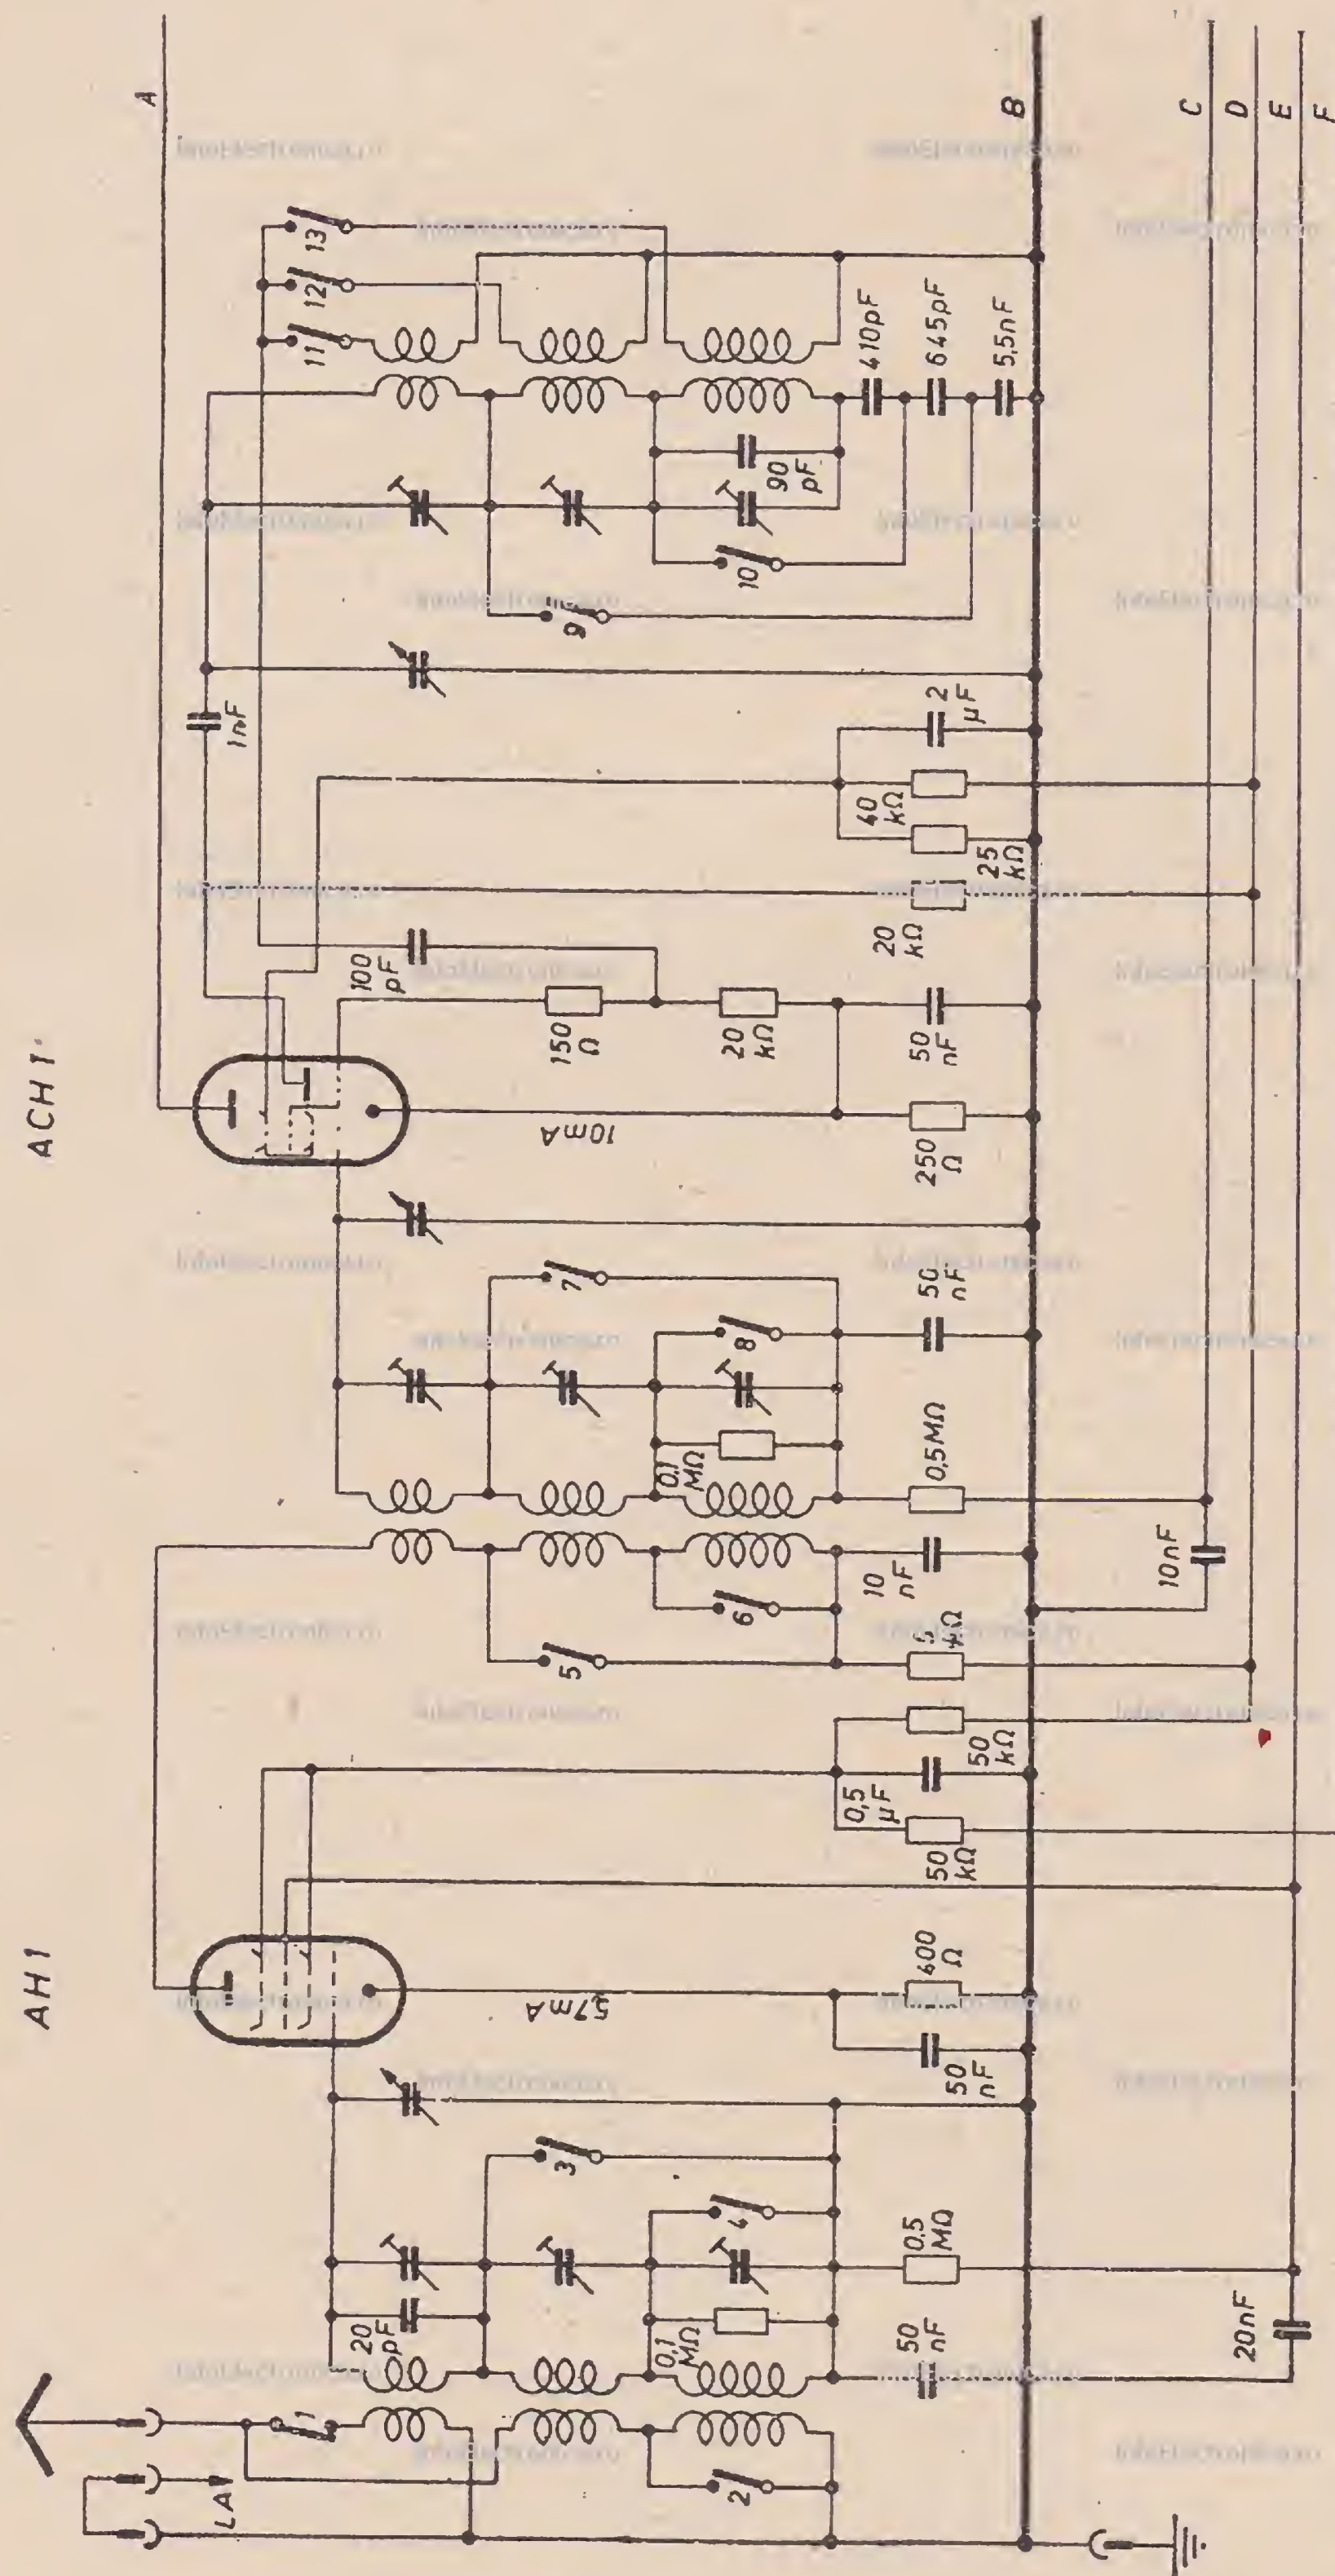 ACH1
AH1
A
B
C
D
E
F
13
12
11
410pF
645pF
5,5nF
90
pF
10
9
1nF
2
µF
40
kΩ
25
kΩ
20
kΩ
100
pF
150
Ω
20
kΩ
50
nF
250
Ω
10mA
7
8
50
nF
0,1
MΩ
0,5MΩ
10
nF
10nF
6
5
50
kΩ
0,5
µF
50
kΩ
5,7mA
50
nF
3
4
0,5
MΩ
20
pF
0,1
MΩ
50
nF
20nF
1
2
LA